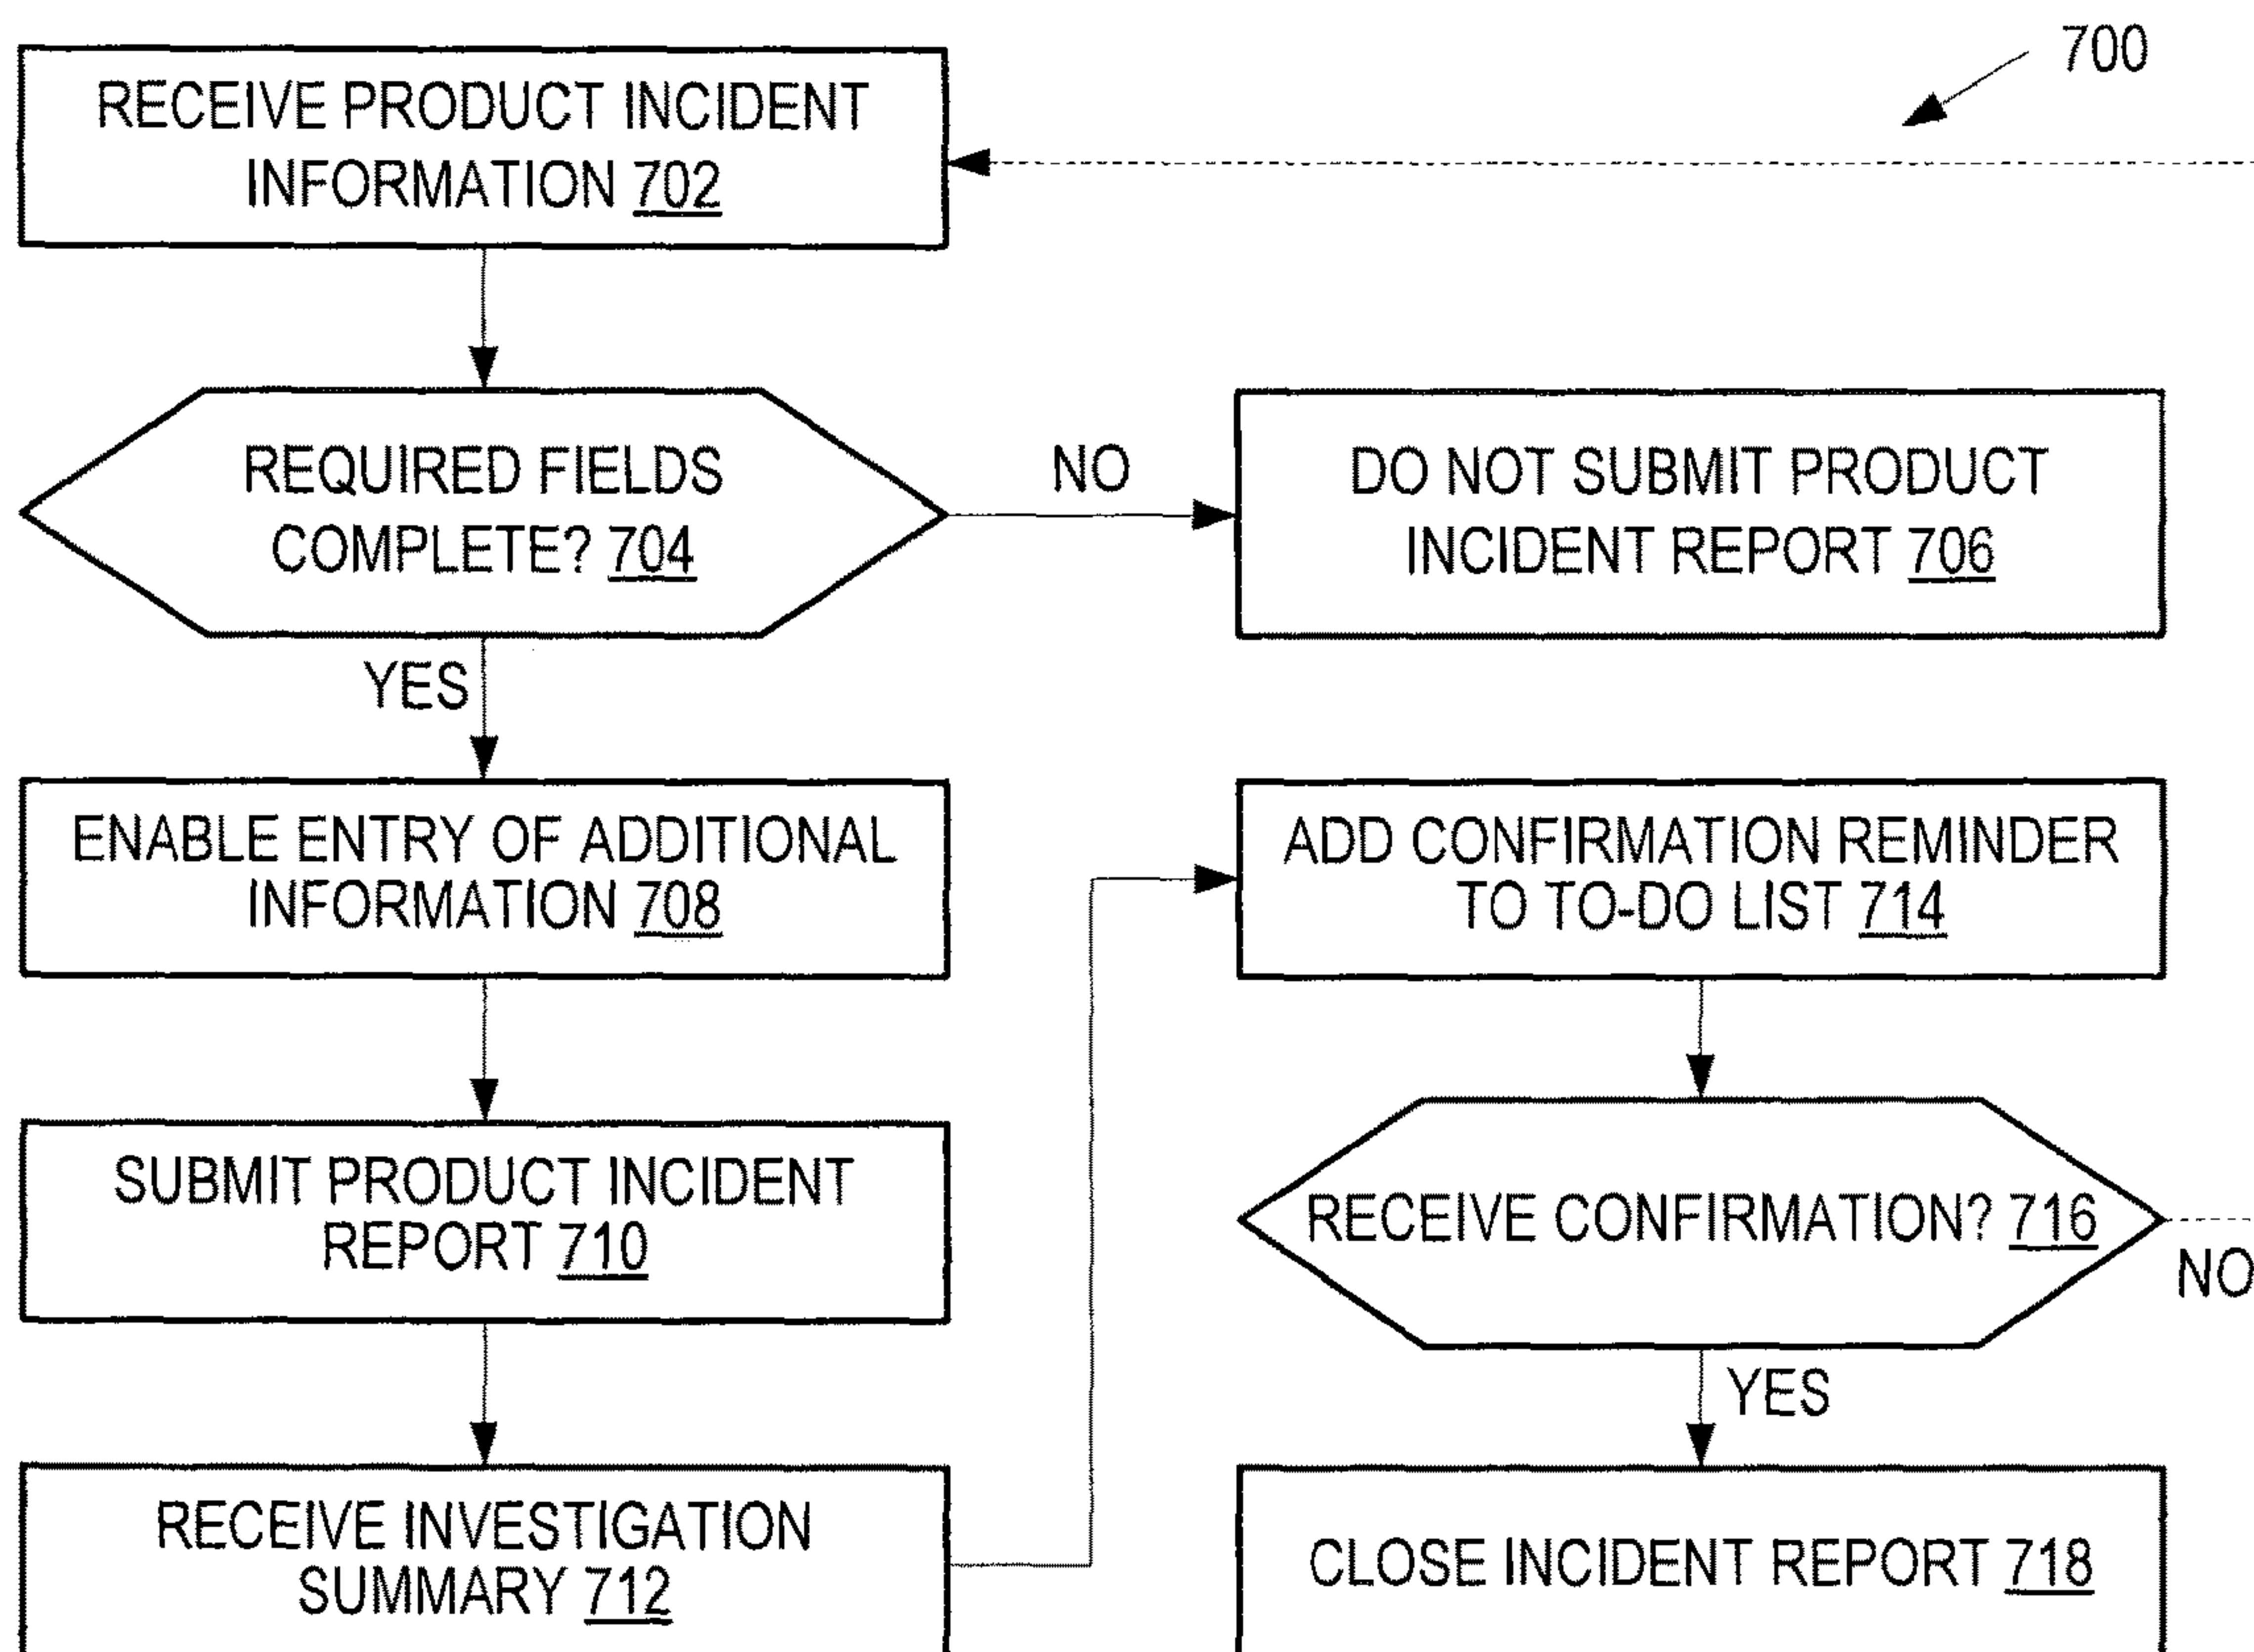 700
RECEIVE PRODUCT INCIDENT
INFORMATION 702
REQUIRED FIELDS
COMPLETE? 704
NO
DO NOT SUBMIT PRODUCT
INCIDENT REPORT 706
YES
ENABLE ENTRY OF ADDITIONAL
INFORMATION 708
SUBMIT PRODUCT INCIDENT
REPORT 710
RECEIVE INVESTIGATION
SUMMARY 712
ADD CONFIRMATION REMINDER
TO TO-DO LIST 714
RECEIVE CONFIRMATION? 716
NO
YES
CLOSE INCIDENT REPORT 718